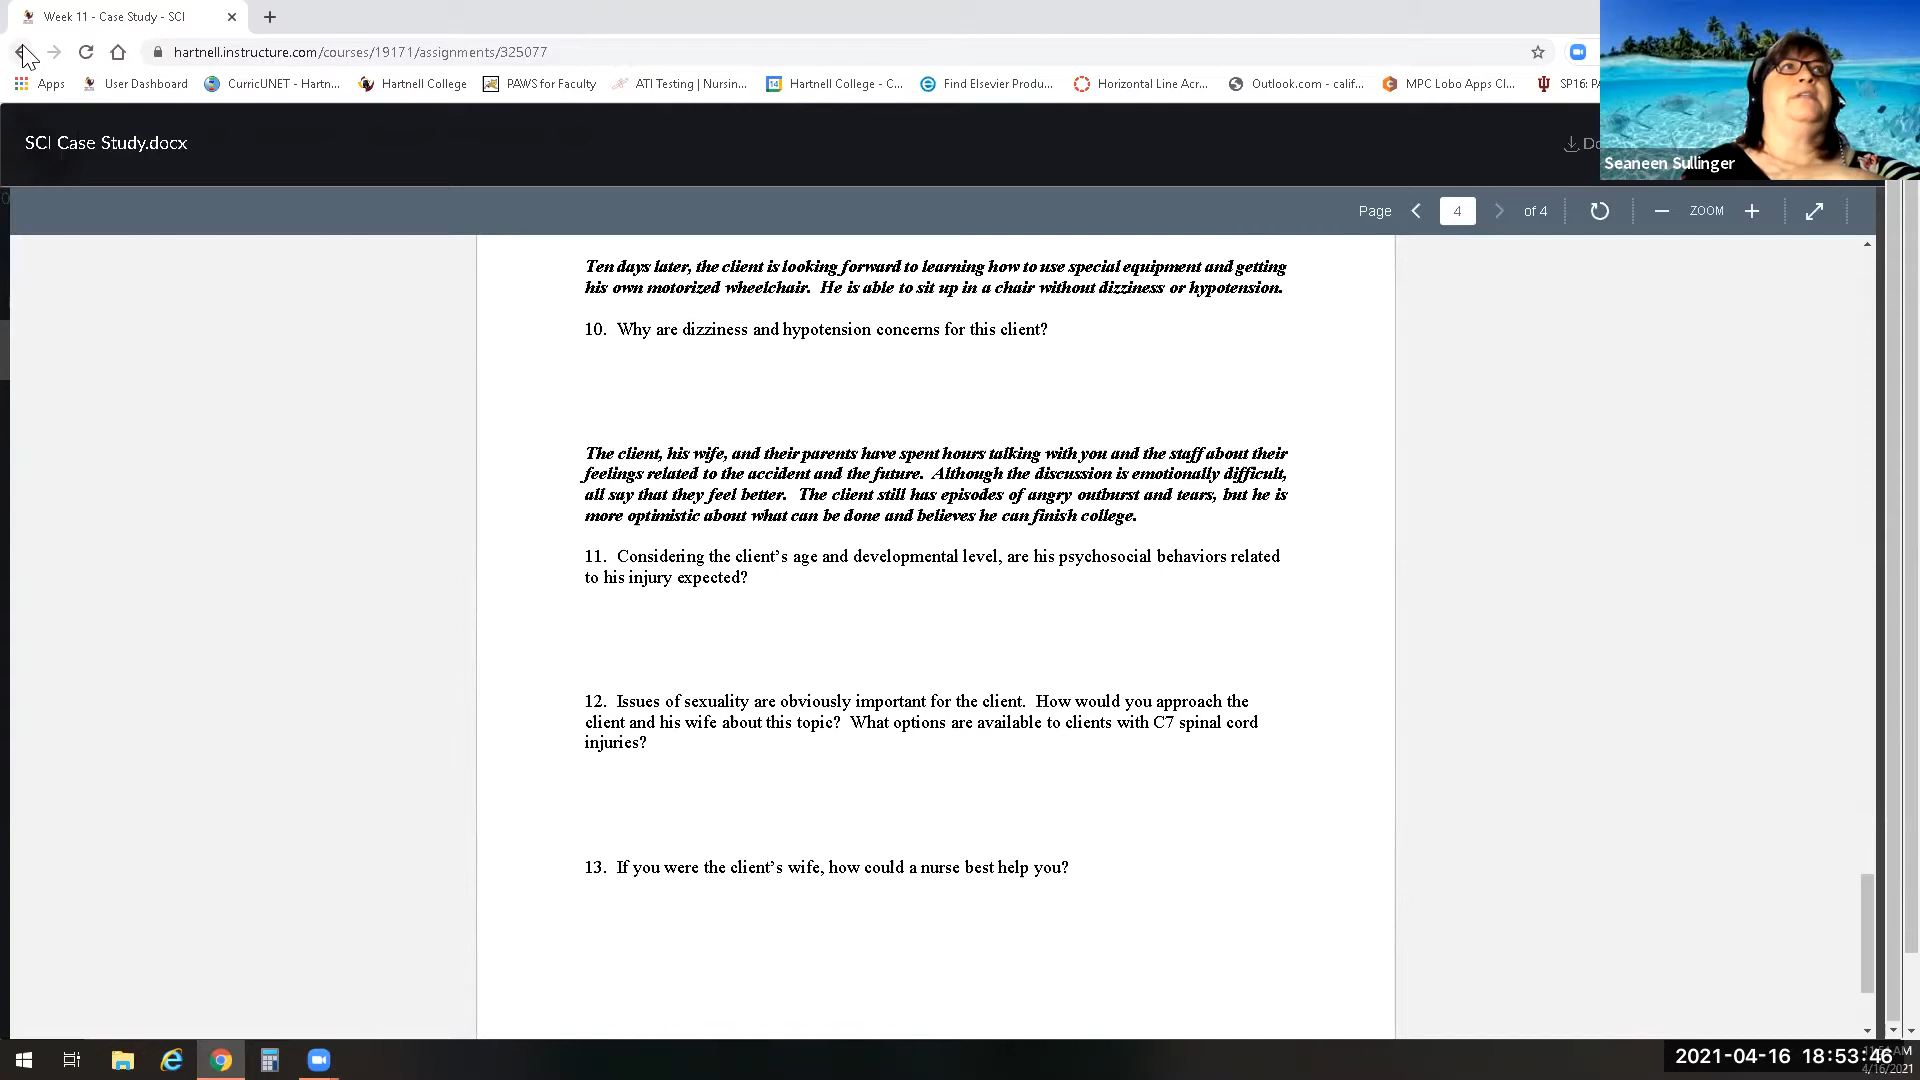 Week 11 - Case Study - SCI
hartnell.instructure.com/courses/19171/assignments/325077
Apps
User Dashboard
CurricUNET - Hartn...
Hartnell College
PAWS for Faculty
ATI Testing | Nursin...
Hartnell College - C...
Find Elsevier Produ...
Horizontal Line Acr...
Outlook.com - calif...
MPC Lobo Apps Cl...
SP16: PA
SCI Case Study.docx
Seaneen Sullinger
Page 4 of 4 ZOOM
Ten days later, the client is looking forward to learning how to use special equipment and getting
his own motorized wheelchair. He is able to sit up in a chair without dizziness or hypotension.
10. Why are dizziness and hypotension concerns for this client?
The client, his wife, and their parents have spent hours talking with you and the staff about their
feelings related to the accident and the future. Although the discussion is emotionally difficult,
all say that they feel better. The client still has episodes of angry outburst and tears, but he is
more optimistic about what can be done and believes he can finish college.
11. Considering the client's age and developmental level, are his psychosocial behaviors related
to his injury expected?
12. Issues of sexuality are obviously important for the client. How would you approach the
client and his wife about this topic? What options are available to clients with C7 spinal cord
injuries?
13. If you were the client's wife, how could a nurse best help you?
2021-04-16 18:53:46
4/16/2021